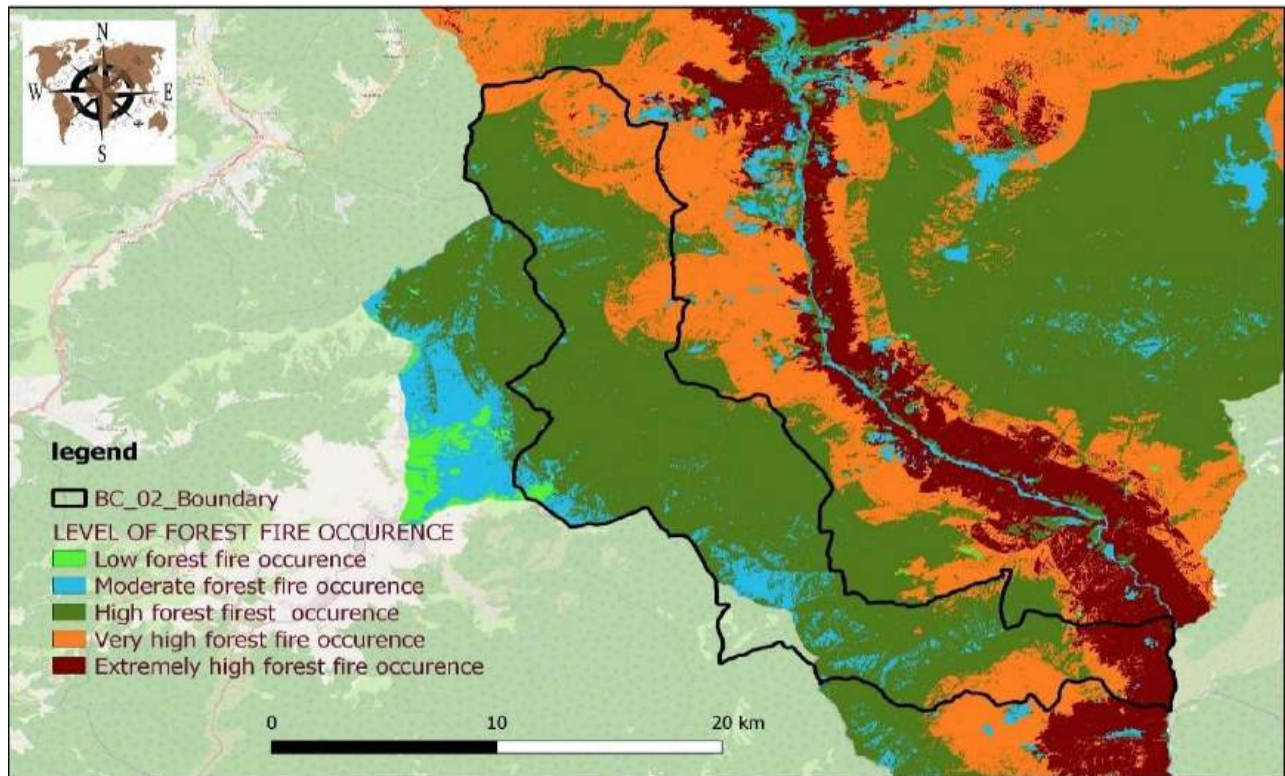 N
W E
S
legend
BC_02_Boundary
LEVEL OF FOREST FIRE OCCURENCE
Low forest fire occurence
Moderate forest fire occurence
High forest firest occurence
Very high forest fire occurence
Extremely high forest fire occurence
0 10 20 km